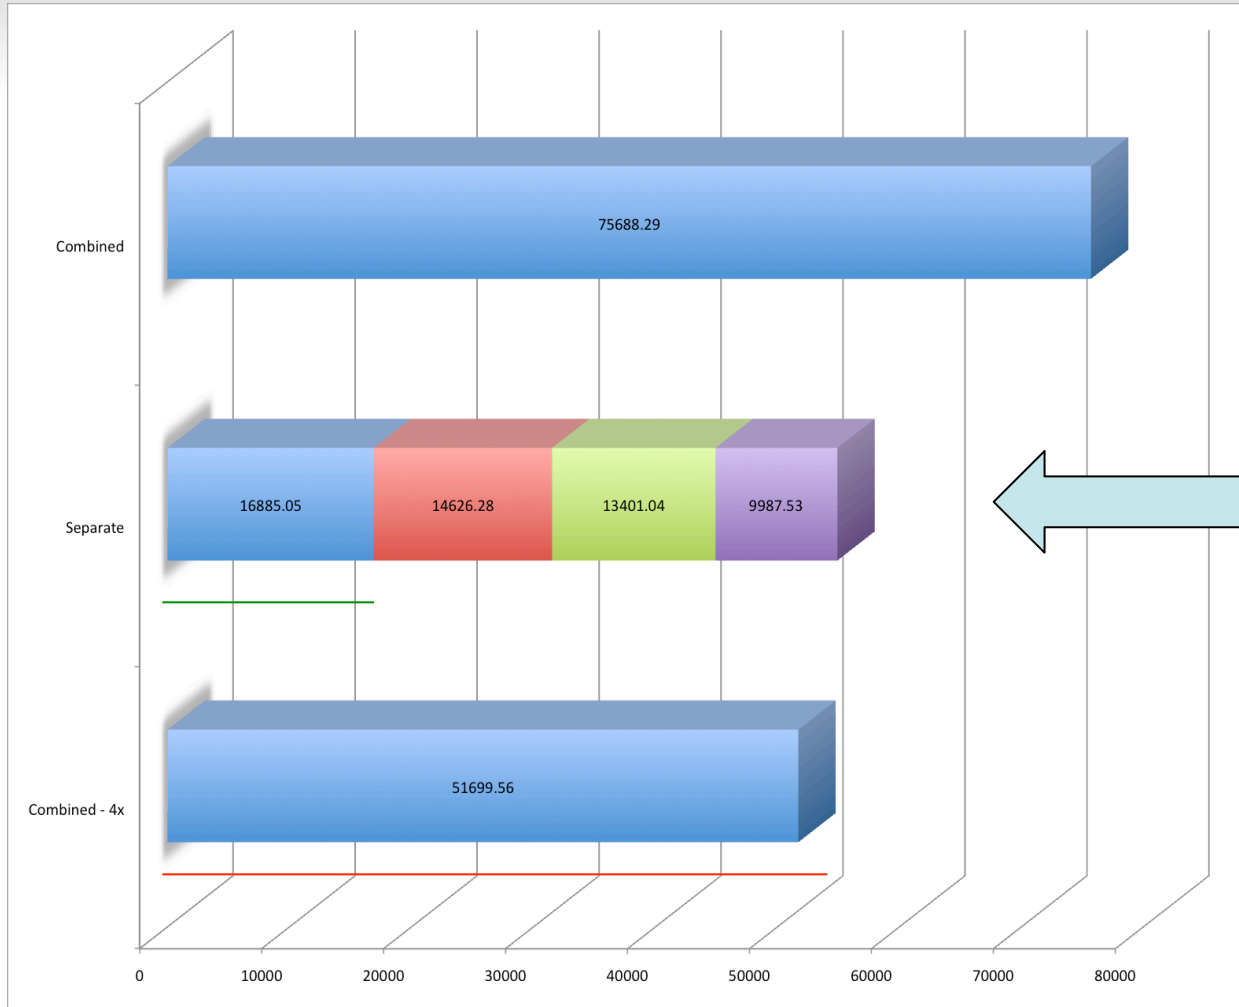 Combined
75688.29
Separate
16885.05 14626.28 13401.04 9987.53
Combined - 4x
51699.56
0 10000 20000 30000 40000 50000 60000 70000 80000